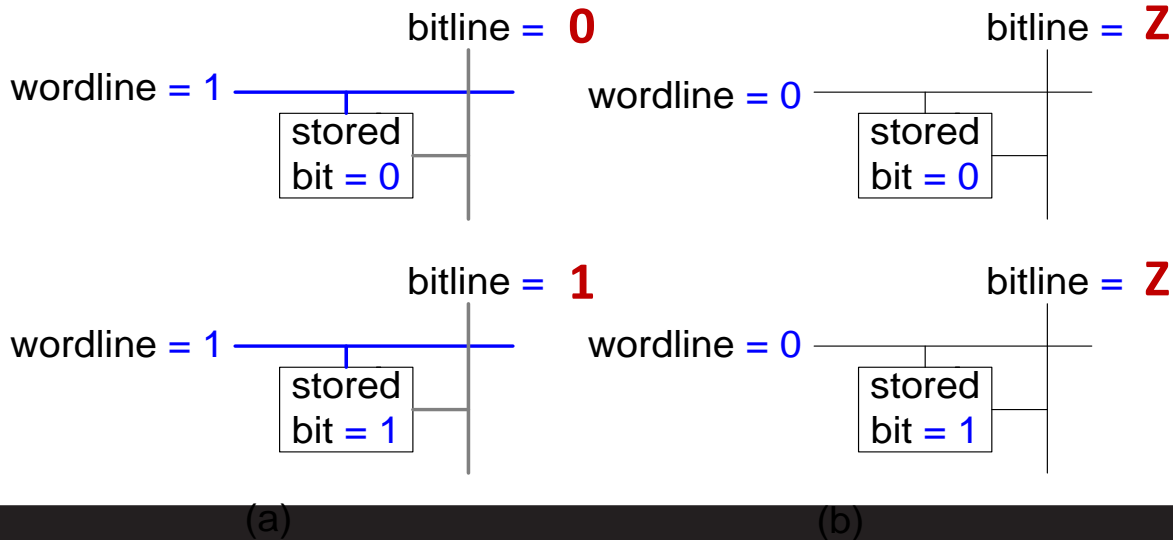 bitline = 0
bitline = Z
wordline = 1
wordline = 0
stored
bit = 0
stored
bit = 0
bitline = 1
bitline = Z
wordline = 1
wordline = 0
stored
bit = 1
stored
bit = 1
(a)
(b)